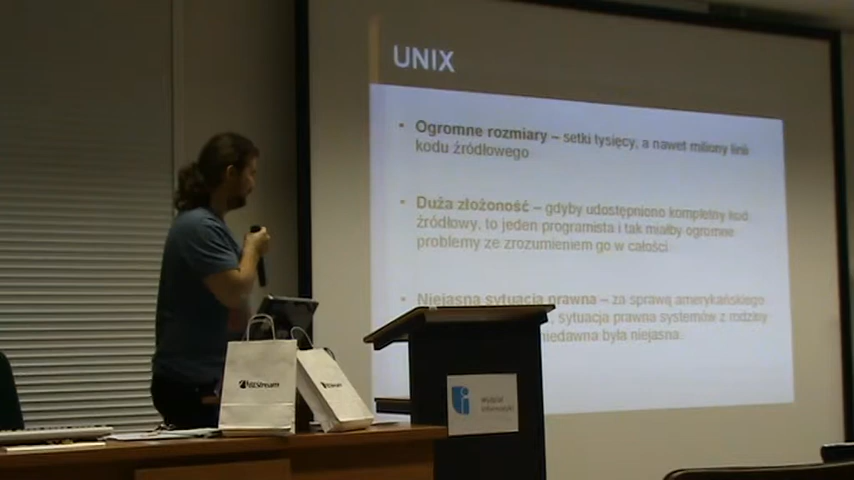 UNIX
• Ogromne rozmiary – setki tysięcy, a nawet miliony linii
kodu źródłowego
• Duża złożoność – gdyby udostępniono kompletny kod
źródłowy, to jeden programista i tak miałby ogromne
problemy ze zrozumieniem go w całości
• Niejasna sytuacja prawna – za sprawą amerykańskiego
, sytuacja prawna systemów z rodziny
niedawna była niejasna.
Wydział
Informatyki